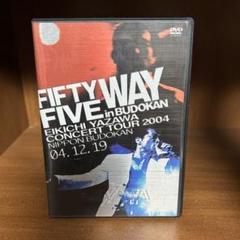 DVD
FIFTY
FIVE WAY
in BUDOKAN
EIKICHI YAZAWA
CONCERT TOUR 2004
NIPPON BUDOKAN
04.12.19